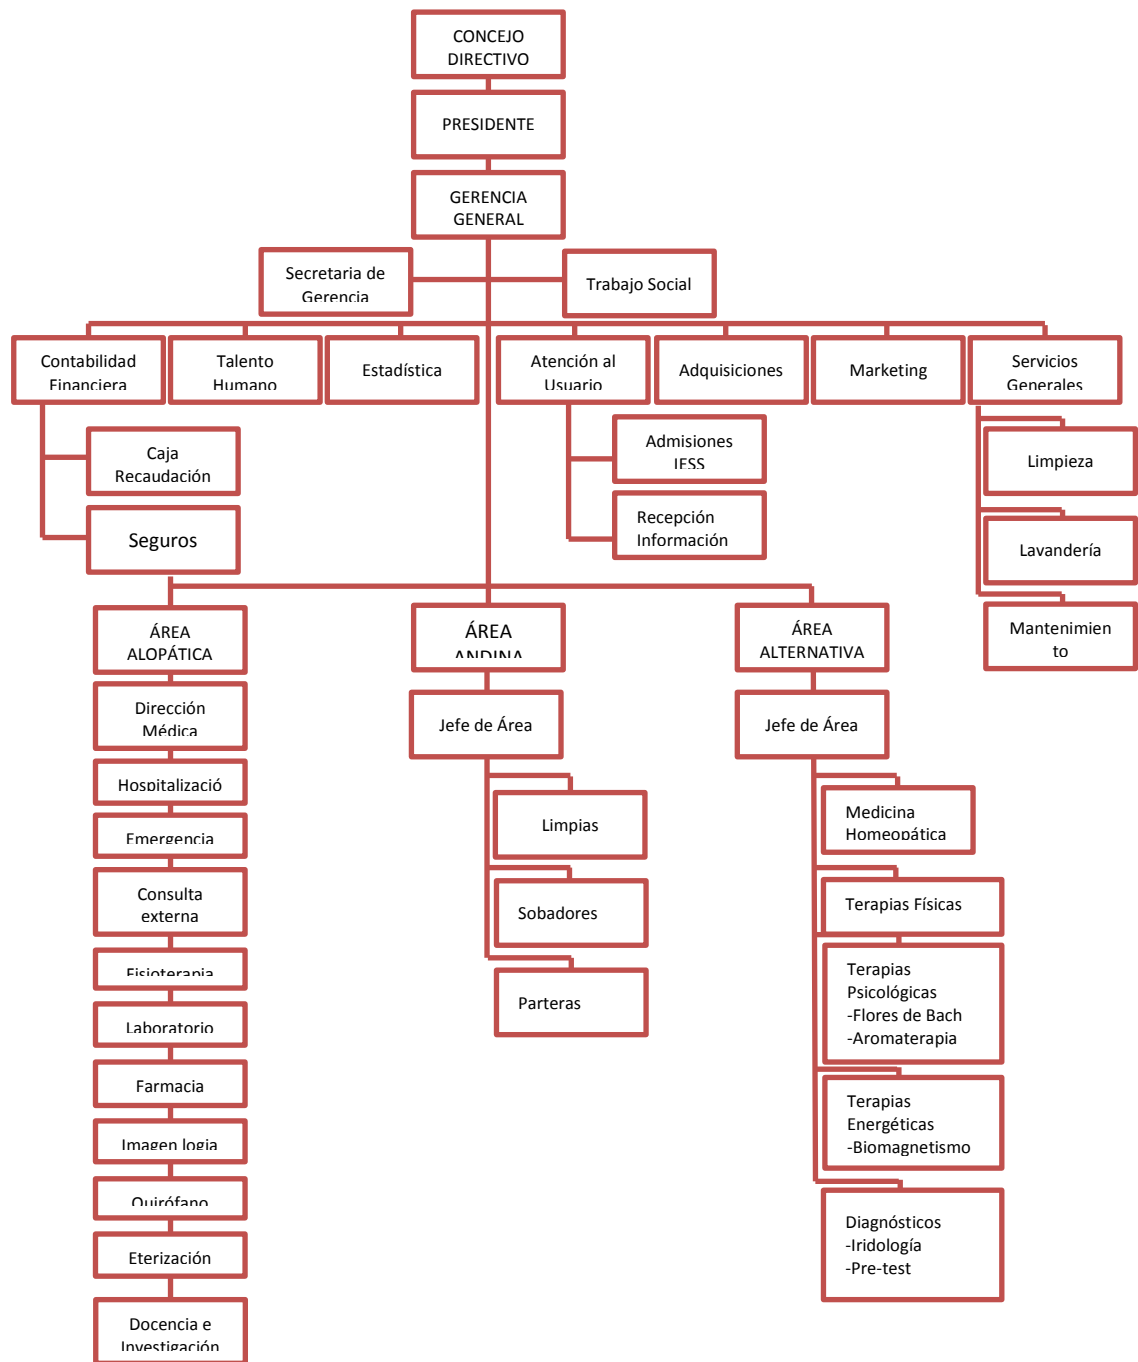 CONCEJO
DIRECTIVO
PRESIDENTE
GERENCIA
GENERAL
Secretaria de
Gerencia
Trabajo Social
Contabilidad
Financiera
Talento
Humano
Estadística
Atención al
Usuario
Adquisiciones
Marketing
Servicios
Generales
Caja
Recaudación
Seguros
Admisiones
IESS
Recepción
Información
Limpieza
Lavandería
Mantenimien
to
ÁREA
ALOPÁTICA
Dirección
Médica
Hospitalizació
Emergencia
Consulta
externa
Fisioterapia
Laboratorio
Farmacia
Imagen logia
Quirófano
Eterización
Docencia e
Investigación
ÁREA
ANDINA
Jefe de Área
Limpias
Sobadores
Parteras
ÁREA
ALTERNATIVA
Jefe de Área
Medicina
Homeopática
Terapias Físicas
Terapias
Psicológicas
-Flores de Bach
-Aromaterapia
Terapias
Energéticas
-Biomagnetismo
Diagnósticos
-Iridología
-Pre-test